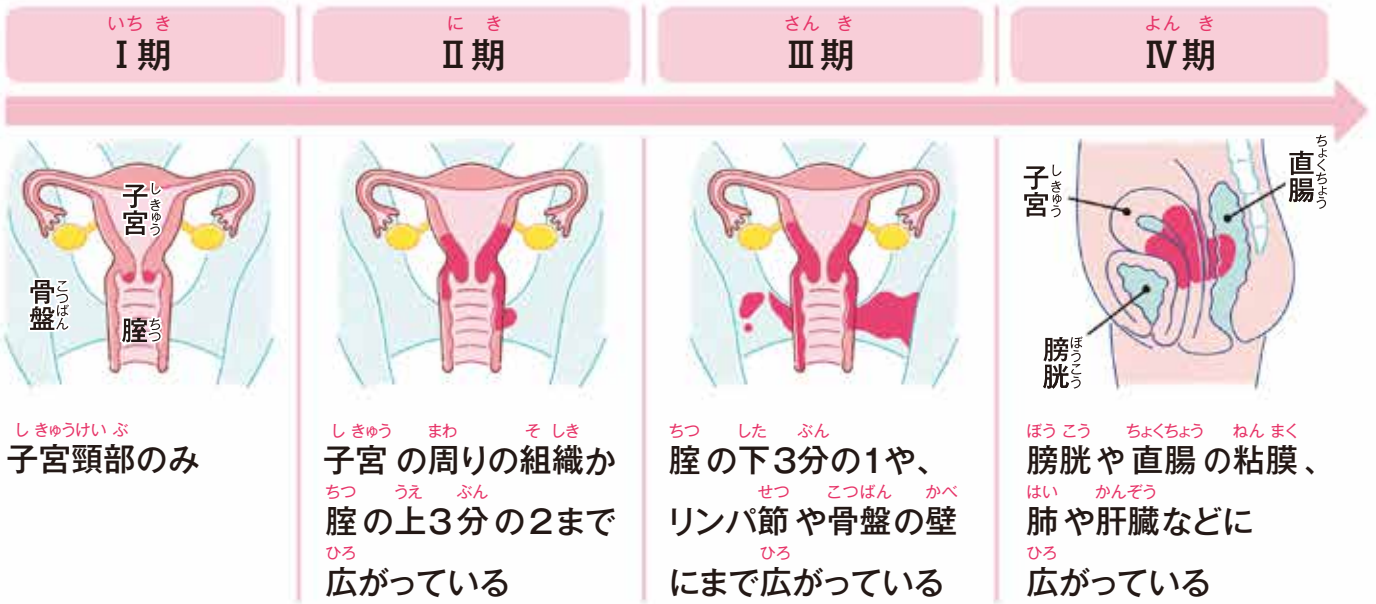 いちき
Ⅰ期
にき
Ⅱ期
さんき
Ⅲ期
よんき
Ⅳ期
子宮
しきゅう
骨盤
こつばん
腟
ちつ
子宮
しきゅう
直腸
ちょくちょう
膀胱
ぼうこう
しきゅうけいぶ
子宮頸部のみ
しきゅう まわ そしき
子宮の周りの組織か
ちつ うえ ぶん
腟の上3分の2まで
ひろ
広がっている
ちつ した ぶん
腟の下3分の1や、
せつ こつばん かべ
リンパ節や骨盤の壁
ひろ
にまで広がっている
ぼうこう ちょくちょう ねんまく
膀胱や直腸の粘膜、
はい かんぞう
肺や肝臓などに
ひろ
広がっている